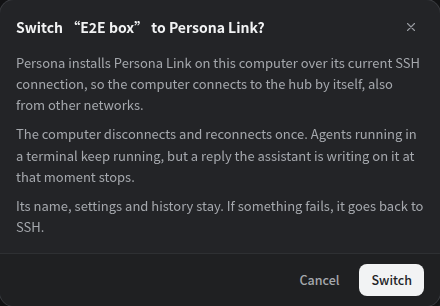 Switch “E2E box” to Persona Link?
Persona installs Persona Link on this computer over its current SSH
connection, so the computer connects to the hub by itself, also
from other networks.
The computer disconnects and reconnects once. Agents running in
a terminal keep running, but a reply the assistant is writing on it at
that moment stops.
Its name, settings and history stay. If something fails, it goes back to
SSH.
Cancel Switch